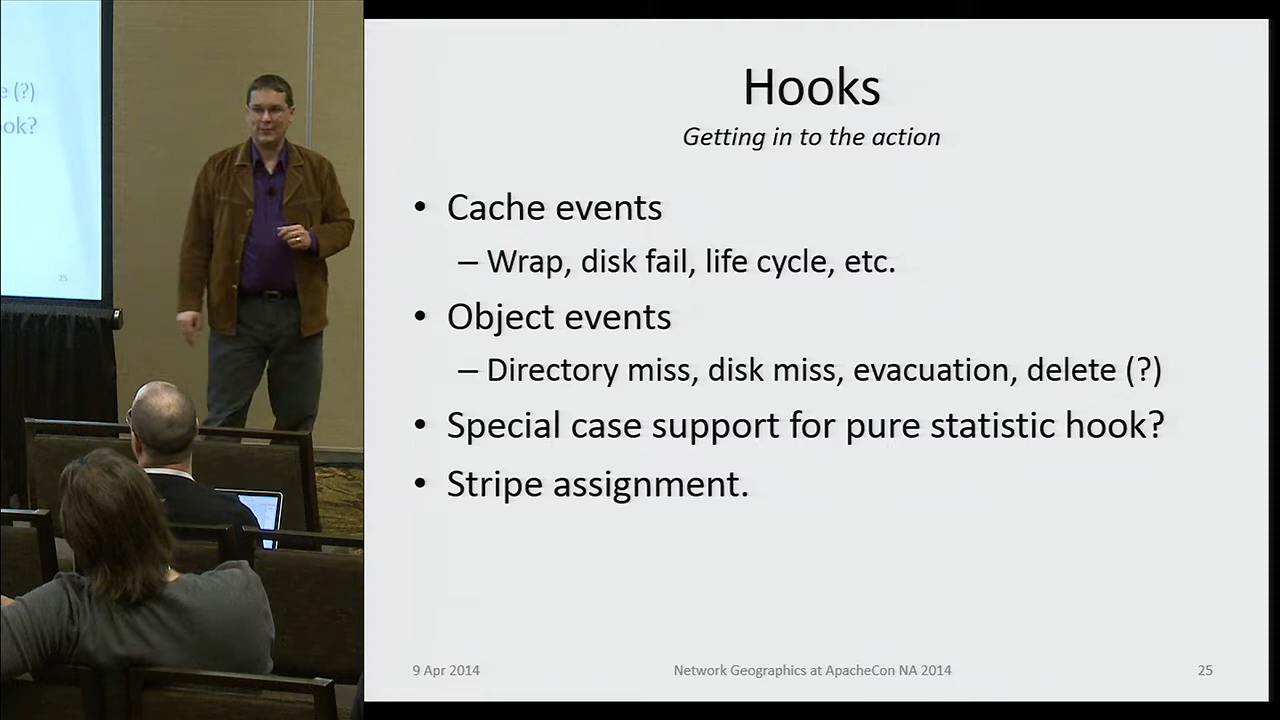 e (?)
ook?
25
Hooks
Getting in to the action
• Cache events
– Wrap, disk fail, life cycle, etc.
• Object events
– Directory miss, disk miss, evacuation, delete (?)
• Special case support for pure statistic hook?
• Stripe assignment.
9 Apr 2014
Network Geographics at ApacheCon NA 2014
25